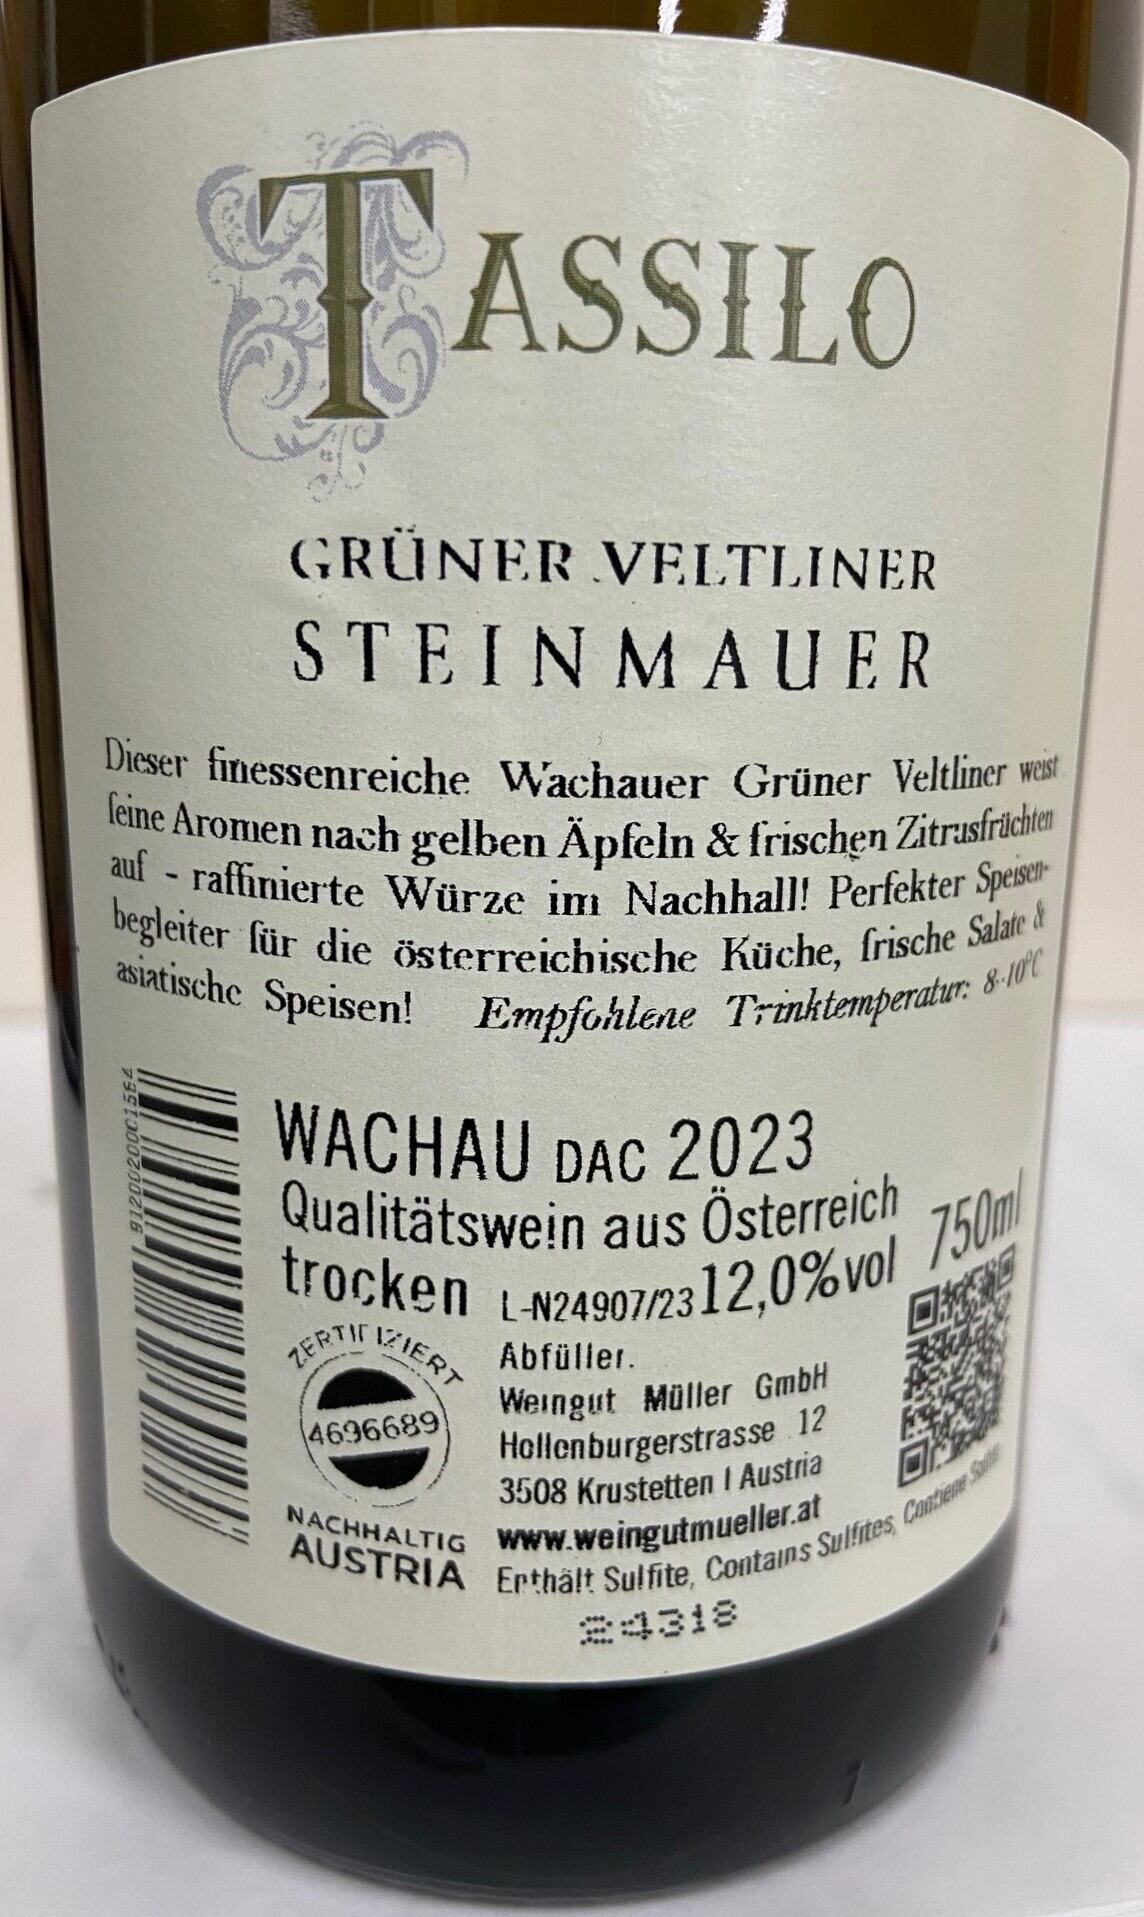 TASSILO
GRÜNER VELTLINER
STEINMAUER
Dieser finessenreiche Wachauer Grüner Veltliner weist
feine Aromen nach gelben Äpfeln & frischen Zitrusfrüchten
auf - raffinierte Würze im Nachhall! Perfekter Speisen-
begleiter für die österreichische Küche, frische Salate &
asiatische Speisen! Empfohlene Trinktemperatur: 8-10°C
WACHAU DAC 2023
Qualitätswein aus Österreich
750ml
trocken L-N24907/23 12,0%vol
ZERTIFIZIERT
4696689
NACHHALTIG
AUSTRIA
Abfüller:
Weingut Müller GmbH
Hollenburgerstrasse 12
3508 Krustetten | Austria
www.weingutmueller.at
Enthält Sulfite, Contains Sulfites, Contiene Solfiti
24318